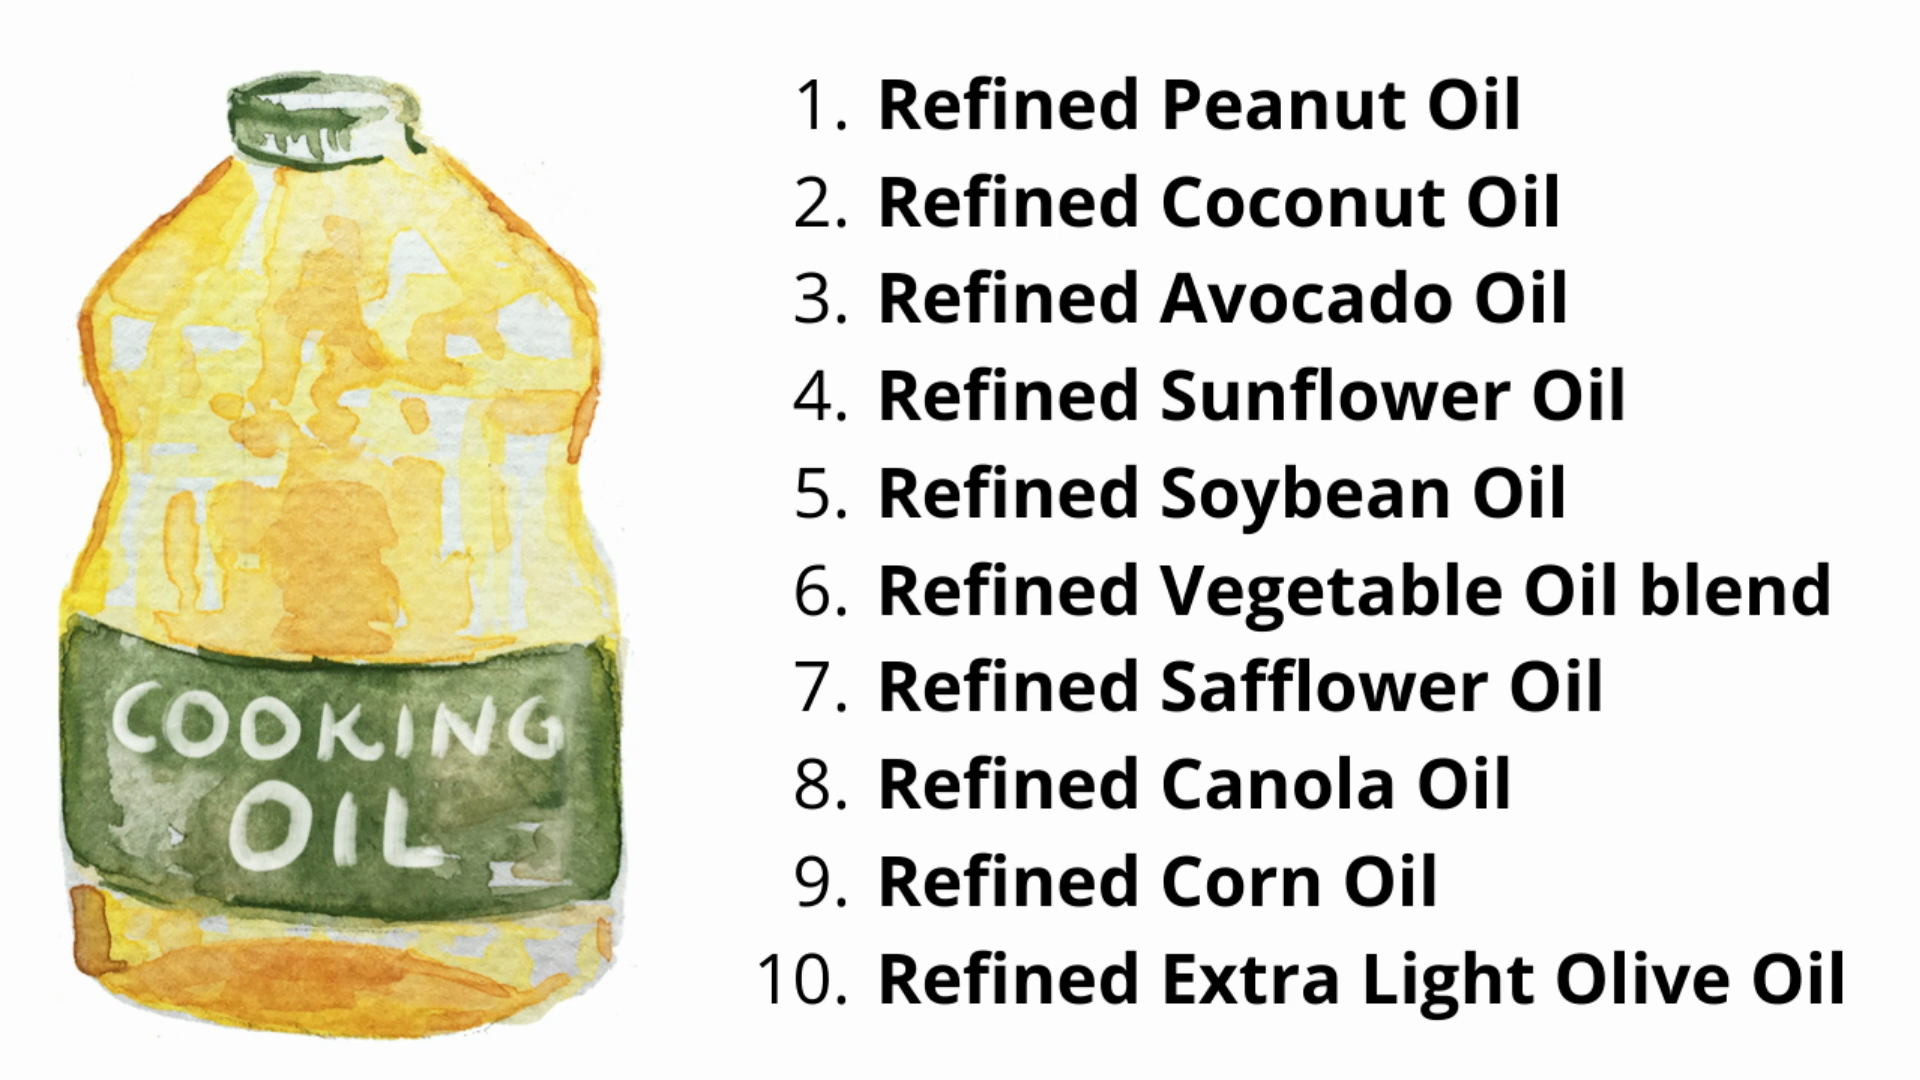 COOKING
OIL
1. Refined Peanut Oil
2. Refined Coconut Oil
3. Refined Avocado Oil
4. Refined Sunflower Oil
5. Refined Soybean Oil
6. Refined Vegetable Oil blend
7. Refined Safflower Oil
8. Refined Canola Oil
9. Refined Corn Oil
10. Refined Extra Light Olive Oil